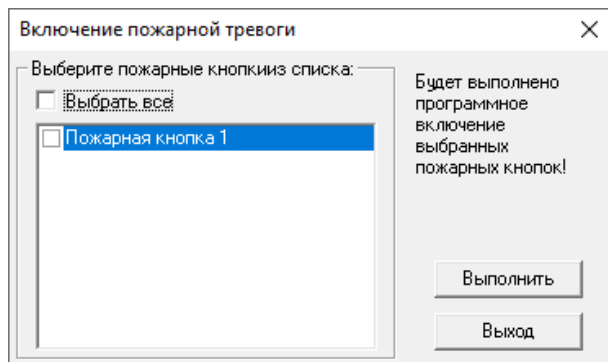 Включение пожарной тревоги
Выберите пожарные кнопкииз списка:
Выбрать все
Пожарная кнопка 1
Будет выполнено
программное
включение
выбранных
пожарных кнопок!
Выполнить
Выход